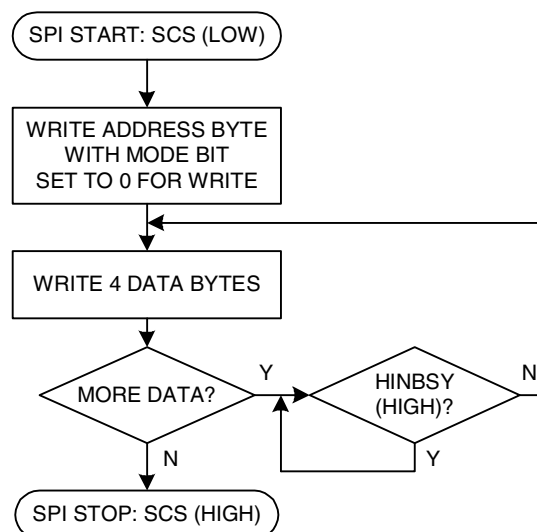 SPI START: SCS (LOW)
WRITE ADDRESS BYTE
WITH MODE BIT
SET TO 0 FOR WRITE
WRITE 4 DATA BYTES
MORE DATA?
Y
HINBSY
(HIGH)?
N
N
Y
SPI STOP: SCS (HIGH)